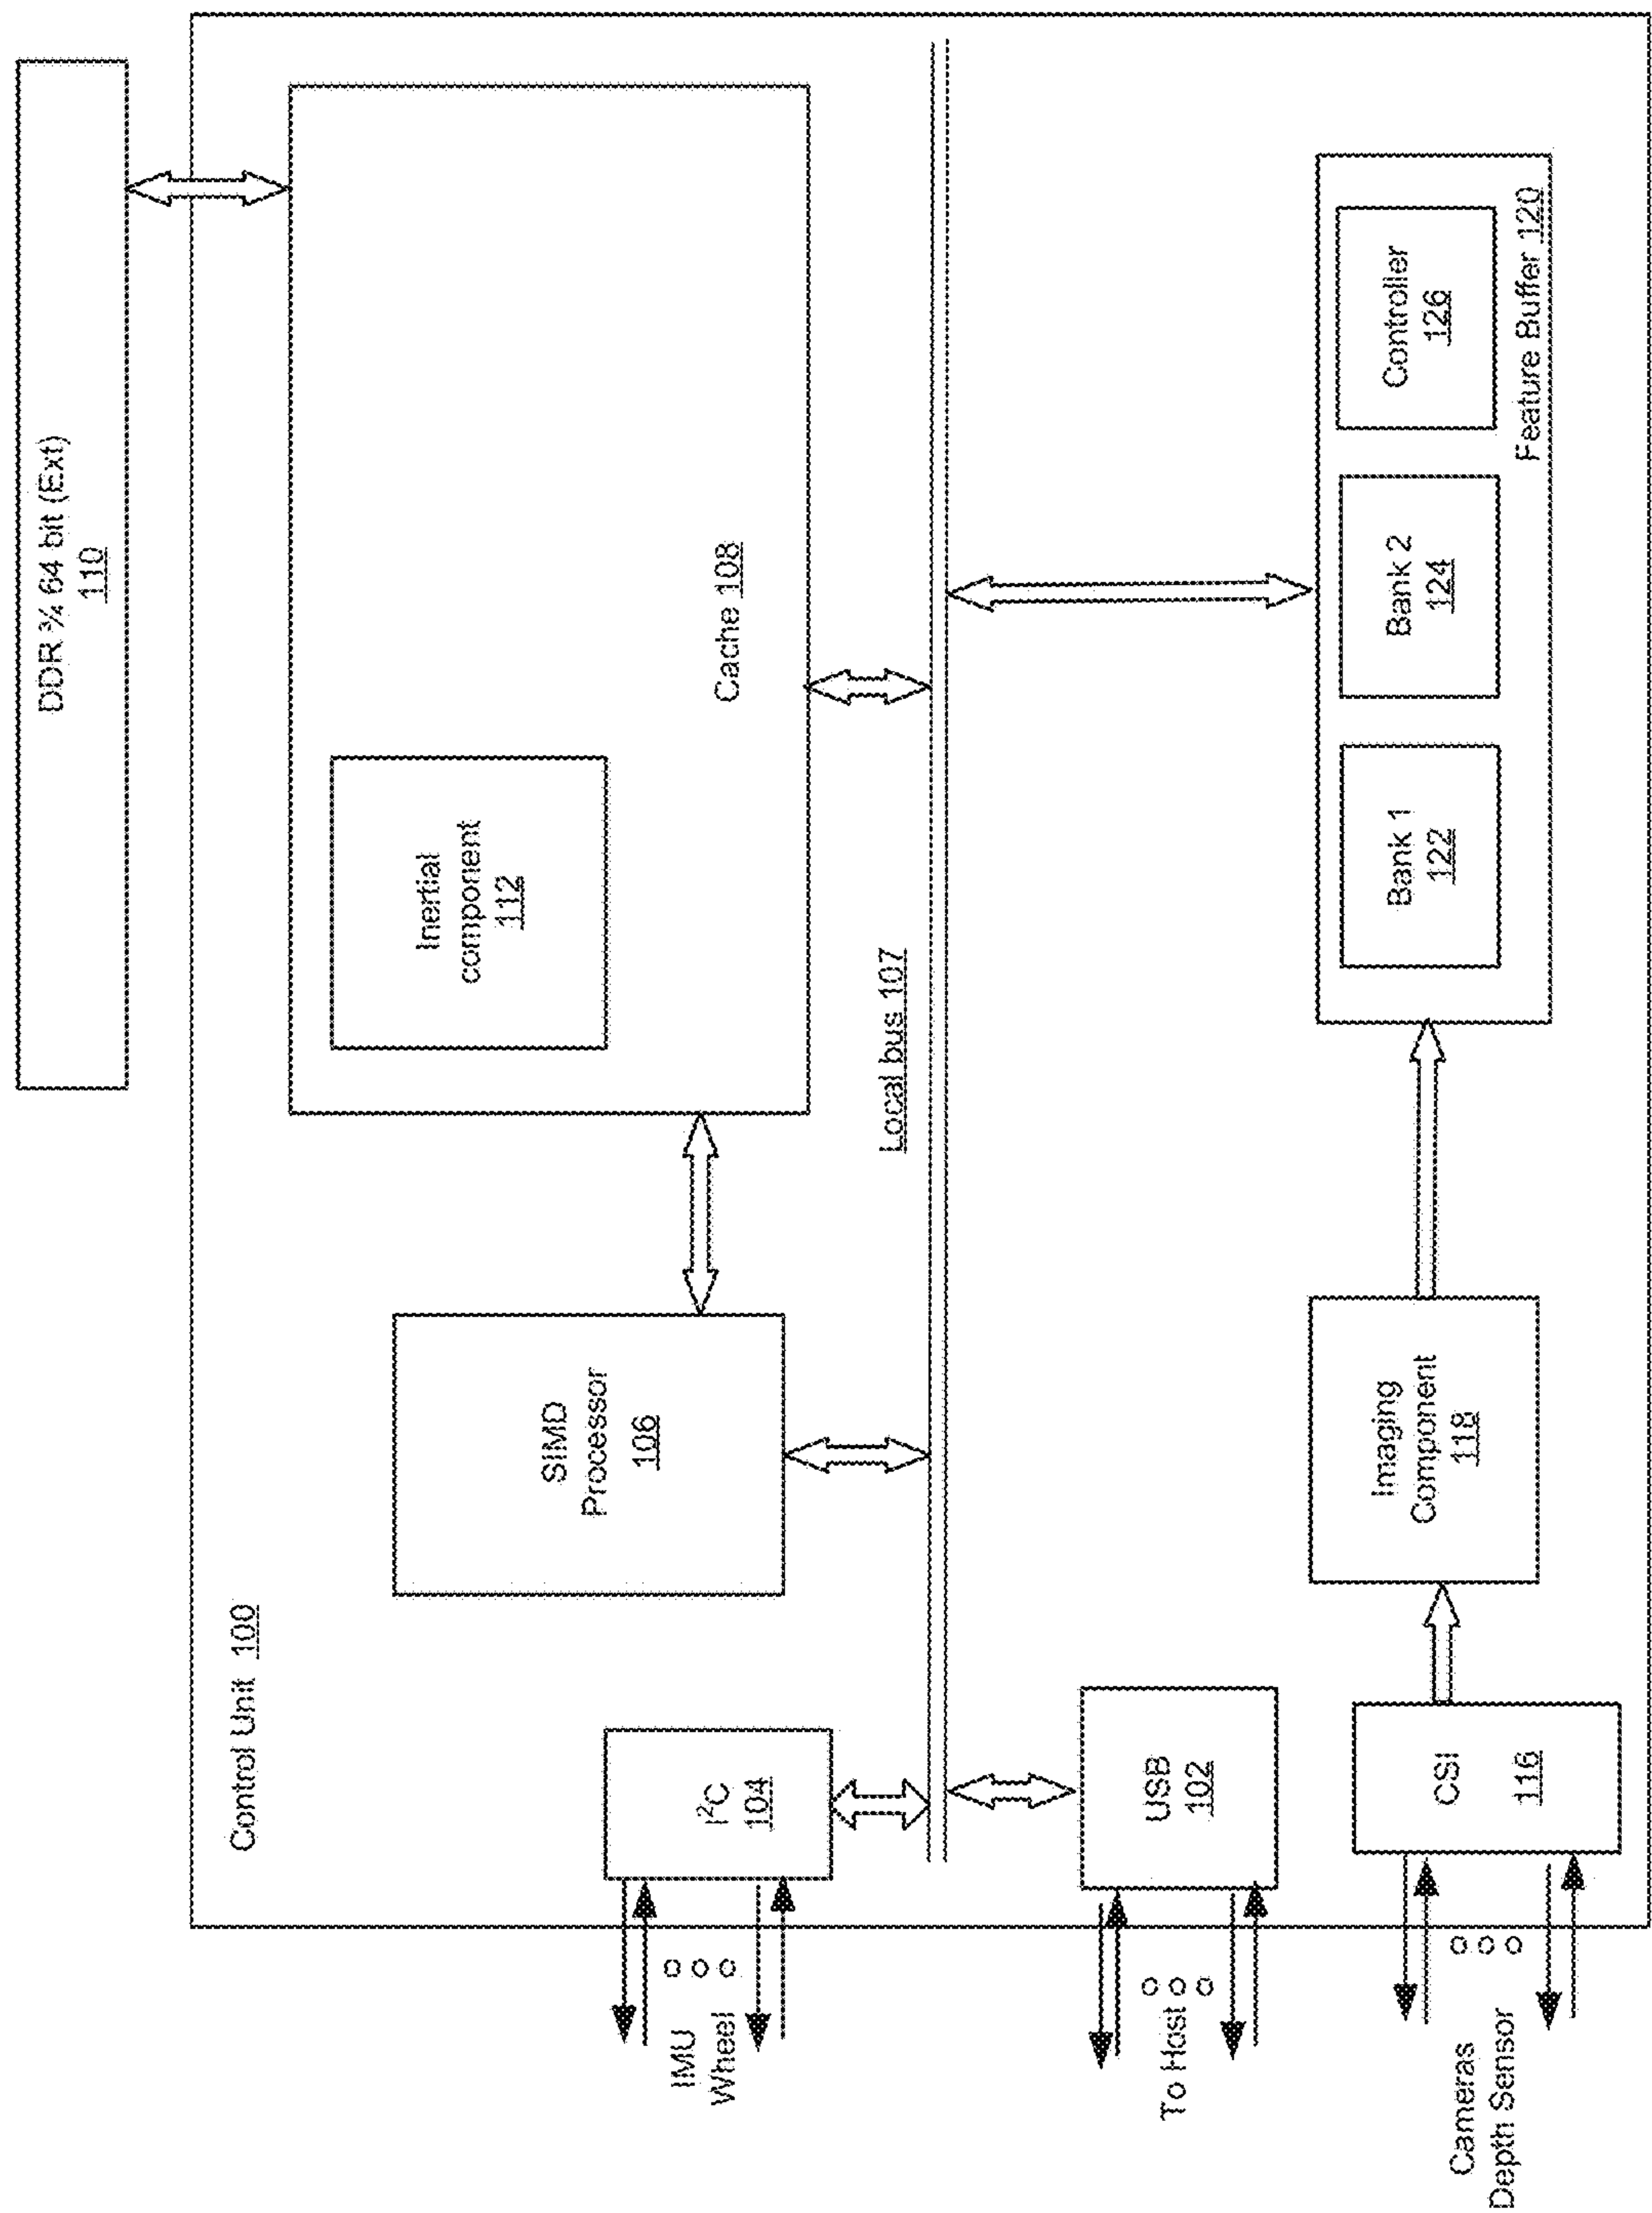 DDR ¾ 64 bit (Ext)
110
Control Unit 100
SIMD
Processor
106
Inertial
component
112
Cache 108
IMU
Wheel
I²C
104
Local bus 107
To Host
USB
102
Cameras
Depth Sensor
CSI
116
Imaging
Component
118
Bank 1
122
Bank 2
124
Controller
126
Feature Buffer 120